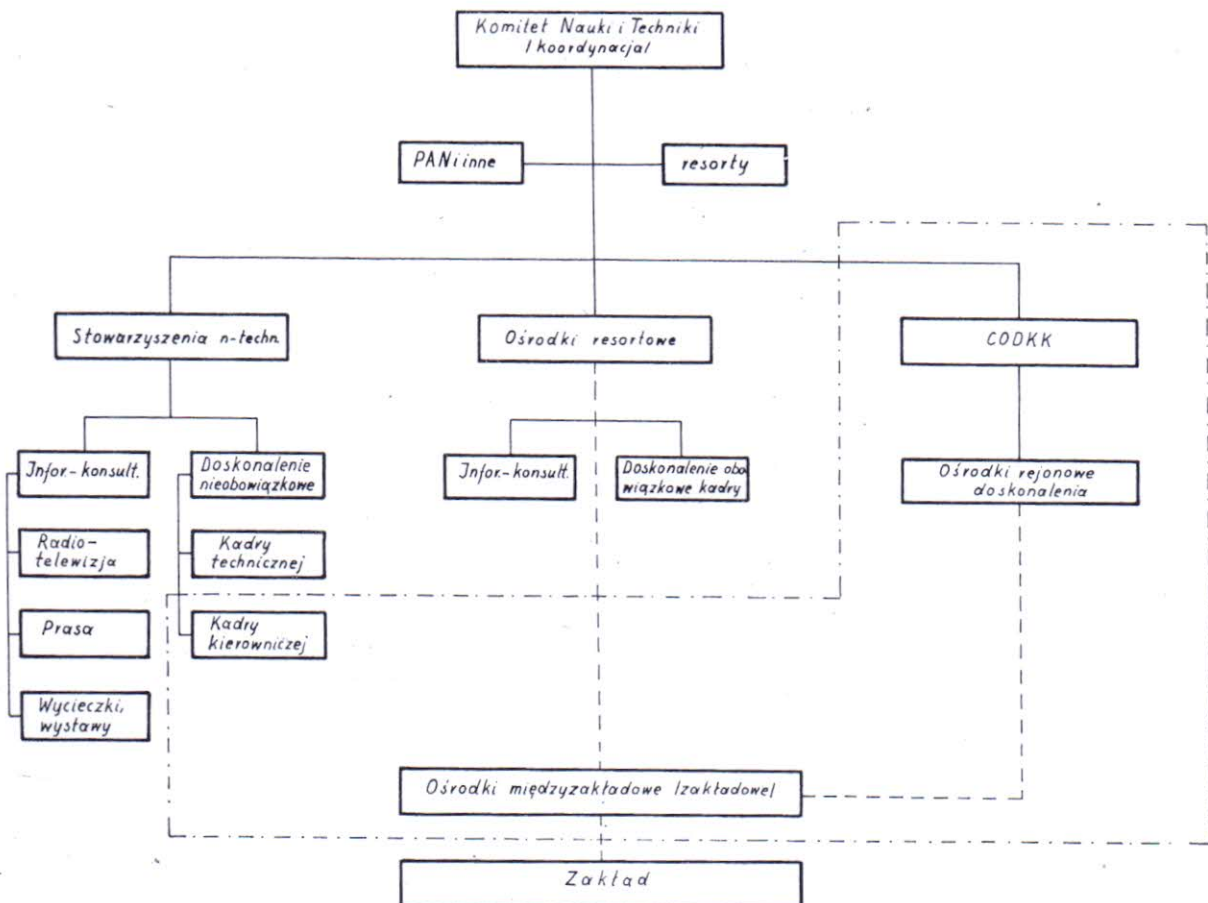 Komitet Nauki i Techniki
/koordynacja/
PAN i inne
resorty
Stowarzyszenia n-techn.
Ośrodki resortowe
CODKK
Infor.-konsult.
Doskonalenie
nieobowiązkowe
Infor.-konsult.
Doskonalenie obo
wiązkowe kadry
Ośrodki rejonowe
doskonalenia
Radio-
telewizja
Kadry
technicznej
Prasa
Kadry
kierowniczej
Wycieczki,
wystawy
Ośrodki międzyzakładowe /zakładowe/
Zakład